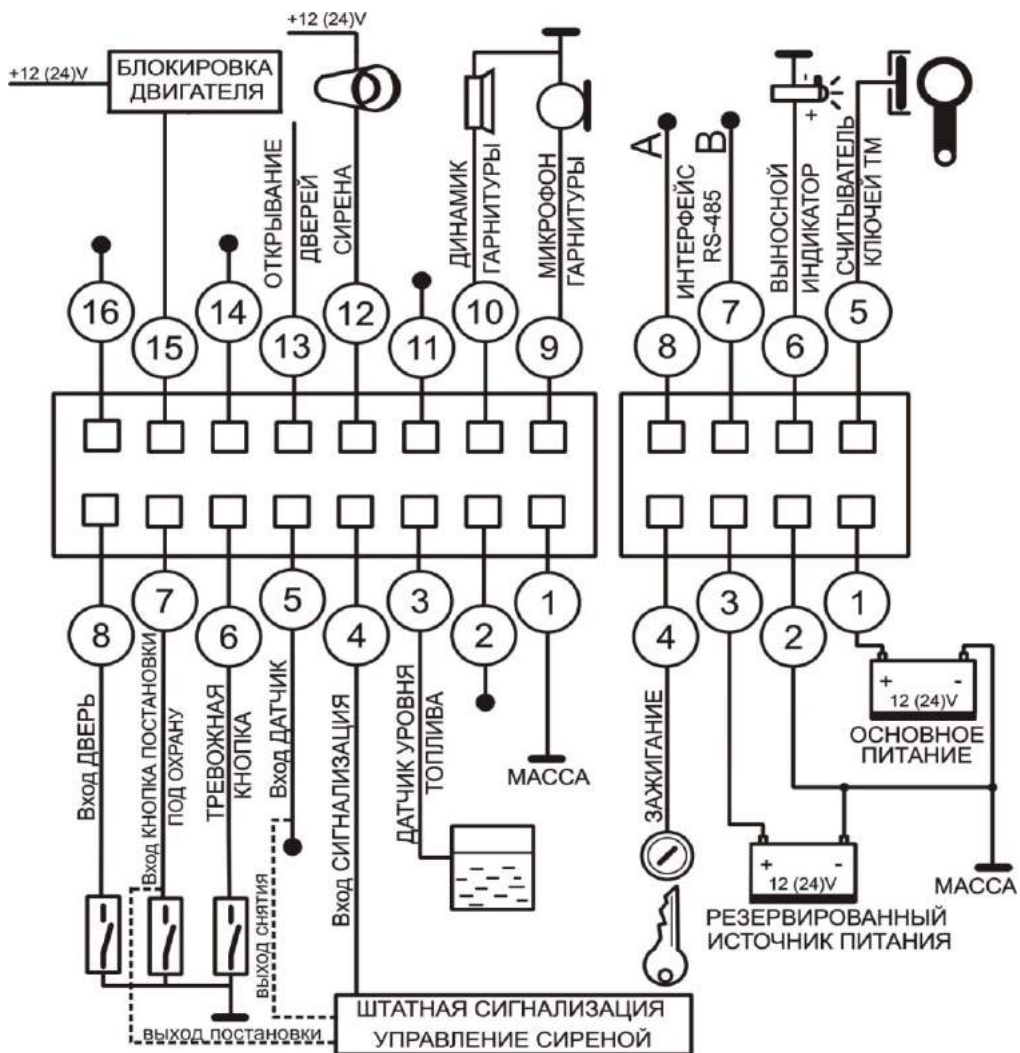 +12 (24)V
+12 (24)V
БЛОКИРОВКА
ДВИГАТЕЛЯ
ОТКРЫВАНИЕ
ДВЕРЕЙ
СИРЕНА
ДИНАМИК
ГАРНИТУРЫ
МИКРОФОН
ГАРНИТУРЫ
A
ИНТЕРФЕЙС
RS-485
B
ВЫНОСНОЙ
ИНДИКАТОР
- +
СЧИТЫВАТЕЛЬ
КЛЮЧЕЙ ТМ
16
15
14
13
12
11
10
9
8
7
6
5
8
7
6
5
4
3
2
1
4
3
2
1
Вход ДВЕРЬ
Вход КНОПКА ПОСТАНОВКИ
ПОД ОХРАНУ
ТРЕВОЖНАЯ
КНОПКА
Вход ДАТЧИК
выход снятия
Вход СИГНАЛИЗАЦИЯ
ДАТЧИК УРОВНЯ
ТОПЛИВА
МАССА
ЗАЖИГАНИЕ
+ -
12 (24)V
ОСНОВНОЕ
ПИТАНИЕ
+ -
12 (24)V
МАССА
РЕЗЕРВИРОВАННЫЙ
ИСТОЧНИК ПИТАНИЯ
выход постановки
ШТАТНАЯ СИГНАЛИЗАЦИЯ
УПРАВЛЕНИЕ СИРЕНОЙ